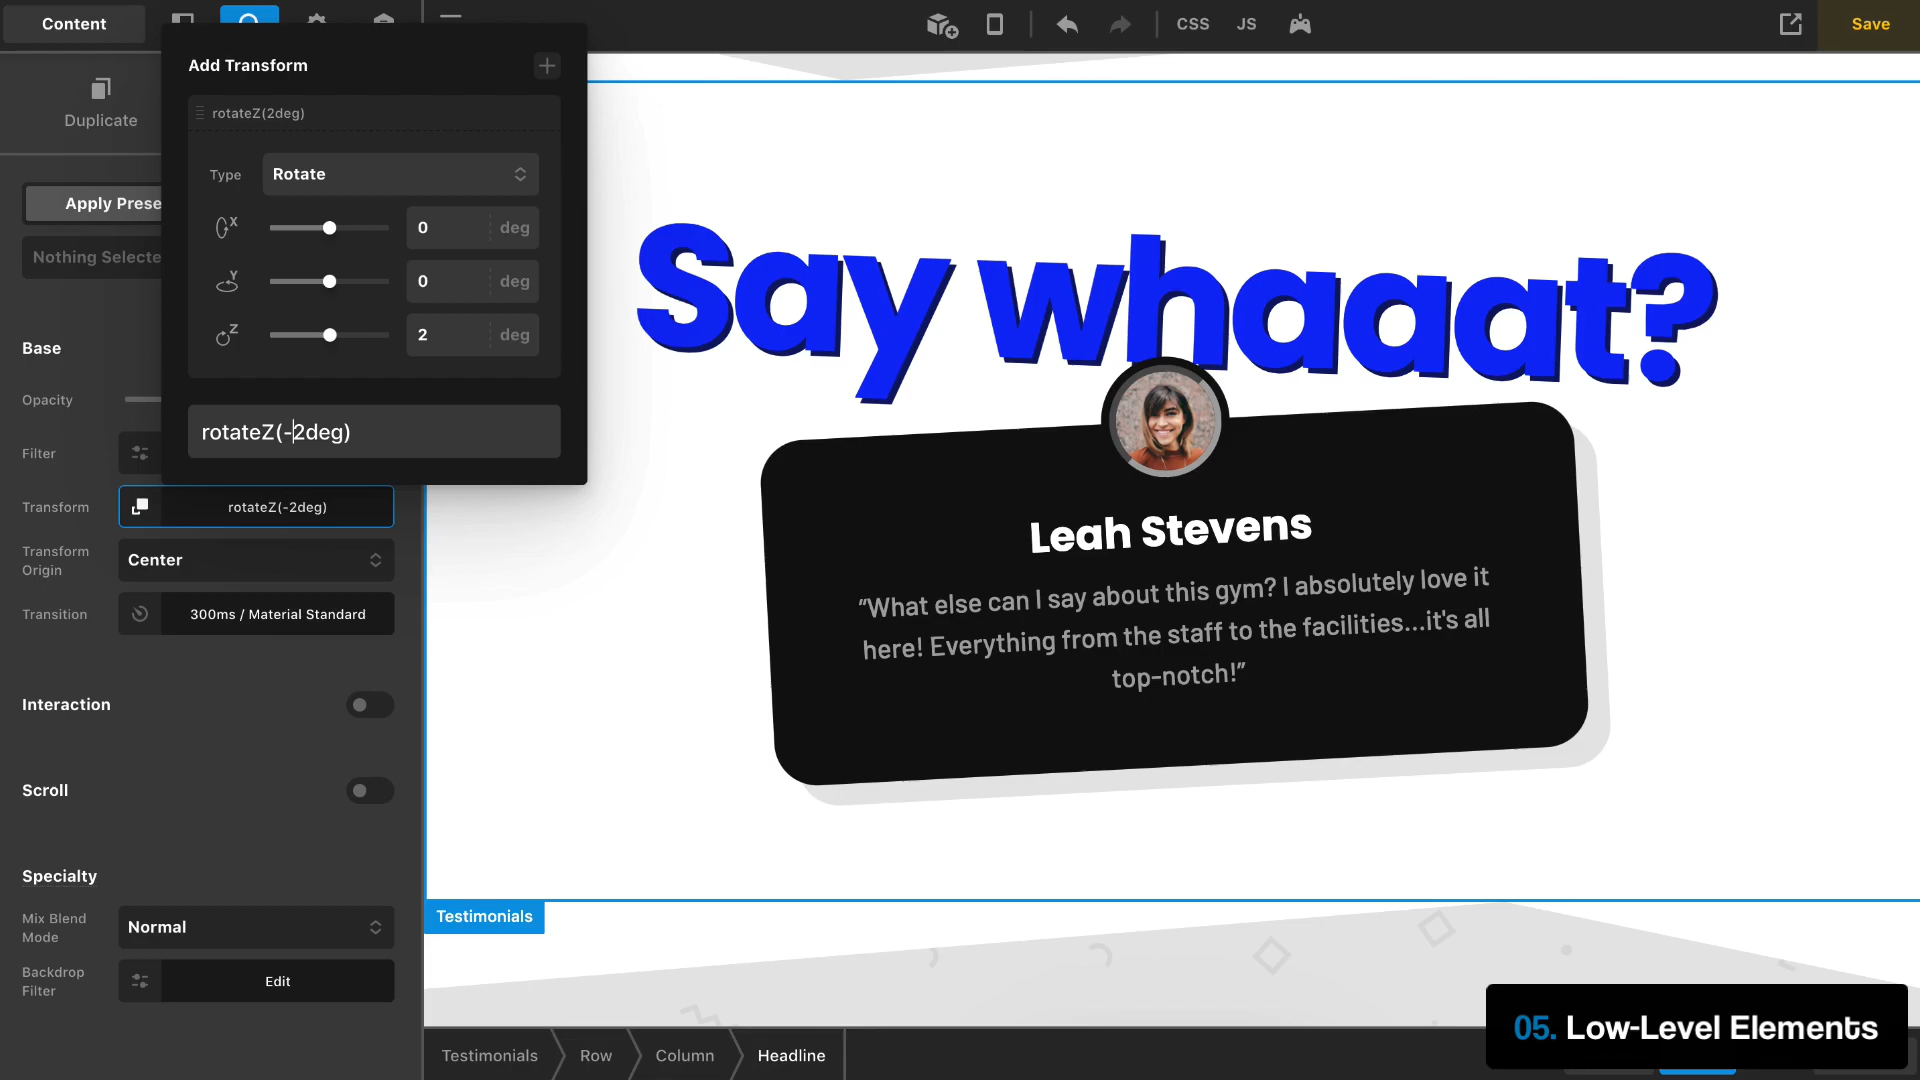 Content
CSS
JS
Save
Duplicate
Apply Prese
Nothing Selecte
Add Transform
rotateZ(2deg)
Type
Rotate
X
0
deg
Y
0
deg
Z
2
deg
rotateZ(-2deg)
Base
Opacity
Filter
Transform
rotateZ(-2deg)
Transform
Origin
Center
Transition
300ms / Material Standard
Interaction
Scroll
Specialty
Mix Blend
Mode
Normal
Backdrop
Filter
Edit
Say whaaat?
Leah Stevens
“What else can I say about this gym? I absolutely love it
here! Everything from the staff to the facilities...it's all
top-notch!”
Testimonials
Testimonials
Row
Column
Headline
05. Low-Level Elements